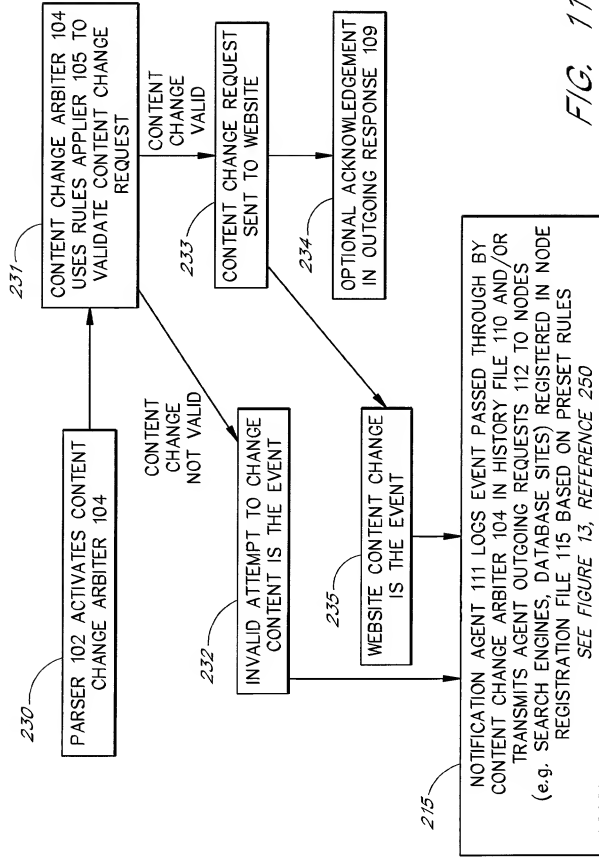 230
PARSER 102 ACTIVATES CONTENT
CHANGE ARBITER 104
231
CONTENT CHANGE ARBITER 104
USES RULES APPLIER 105 TO
VALIDATE CONTENT CHANGE
REQUEST
CONTENT
CHANGE
NOT VALID
CONTENT
CHANGE
VALID
232
INVALID ATTEMPT TO CHANGE
CONTENT IS THE EVENT
233
CONTENT CHANGE REQUEST
SENT TO WEBSITE
235
WEBSITE CONTENT CHANGE
IS THE EVENT
234
OPTIONAL ACKNOWLEDGEMENT
IN OUTGOING RESPONSE 109
215
NOTIFICATION AGENT 111 LOGS EVENT PASSED THROUGH BY
CONTENT CHANGE ARBITER 104 IN HISTORY FILE 110 AND/OR
TRANSMITS AGENT OUTGOING REQUESTS 112 TO NODES
(e.g. SEARCH ENGINES, DATABASE SITES) REGISTERED IN NODE
REGISTRATION FILE 115 BASED ON PRESET RULES
SEE FIGURE 13, REFERENCE 250
FIG. 11